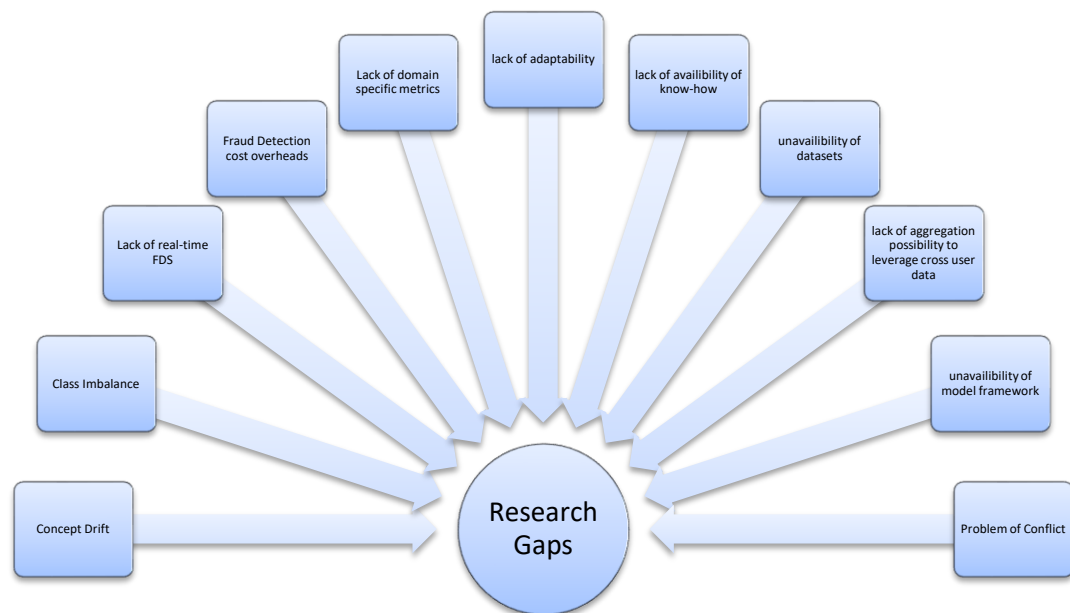 lack of adaptability
Lack of domain
specific metrics
lack of availibility of
know-how
Fraud Detection
cost overheads
unavailibility of
datasets
Lack of real-time
FDS
lack of aggregation
possibility to
leverage cross user
data
Class Imbalance
unavailibility of
model framework
Concept Drift
Research
Gaps
Problem of Conflict